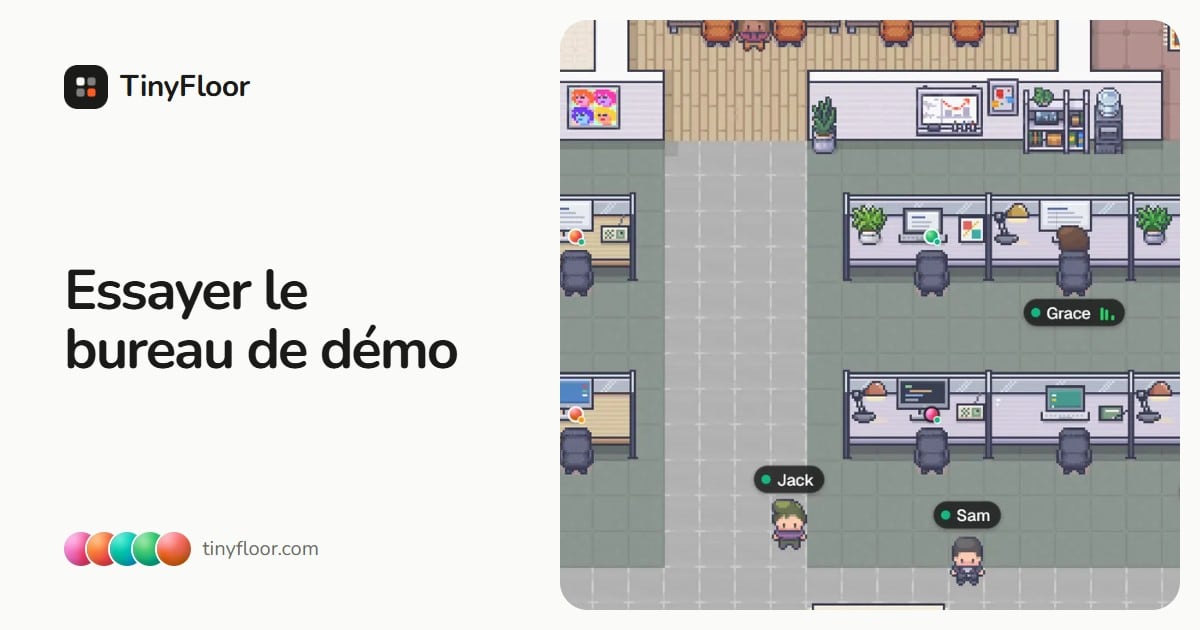 TinyFloor
Essayer le
bureau de démo
tinyfloor.com
Grace
Jack
Sam